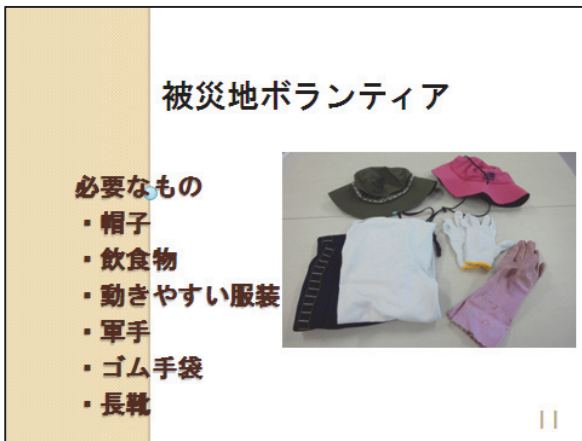 被災地ボランティア
必要なもの
・帽子
・飲食物
・動きやすい服装
・軍手
・ゴム手袋
・長靴
11